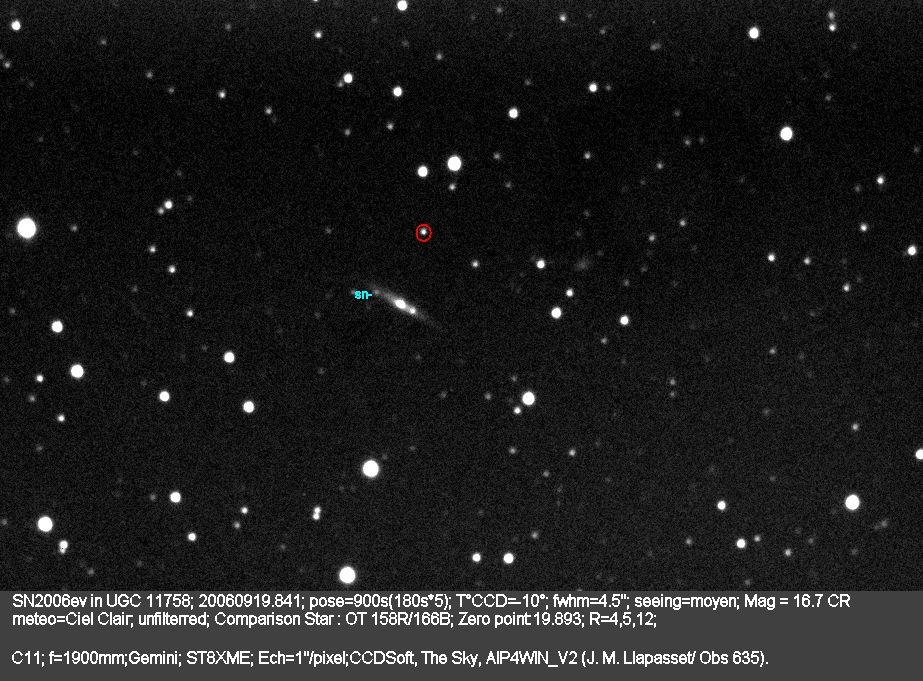 sn-
SN2006ev in UGC 11758; 20060919.841; pose=900s(180s*5); T°CCD=-10°; fwhm=4.5"; seeing=moyen; Mag = 16.7 CR
meteo=Ciel Clair; unfilterred; Comparison Star : OT 158R/166B; Zero point:19.893; R=4,5,12;
C11; f=1900mm;Gemini; ST8XME; Ech=1"/pixel;CCDSoft, The Sky, AIP4WIN_V2 (J. M. Llapasset/ Obs 635).